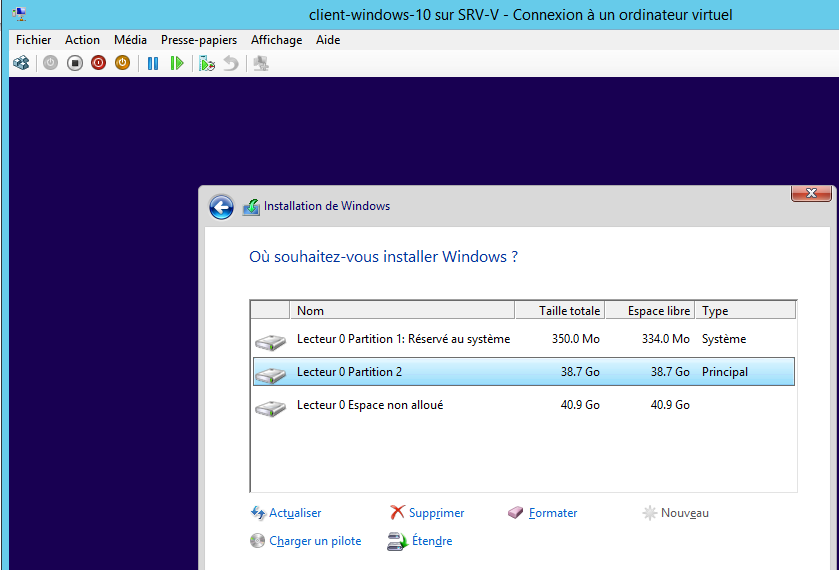 client-windows-10 sur SRV-V - Connexion à un ordinateur virtuel
Fichier Action Média Presse-papiers Affichage Aide
Installation de Windows
Où souhaitez-vous installer Windows ?
Nom Taille totale Espace libre Type
Lecteur 0 Partition 1: Réservé au système 350.0 Mo 334.0 Mo Système
Lecteur 0 Partition 2 38.7 Go 38.7 Go Principal
Lecteur 0 Espace non alloué 40.9 Go 40.9 Go
Actualiser Supprimer Formater Nouveau
Charger un pilote Étendre